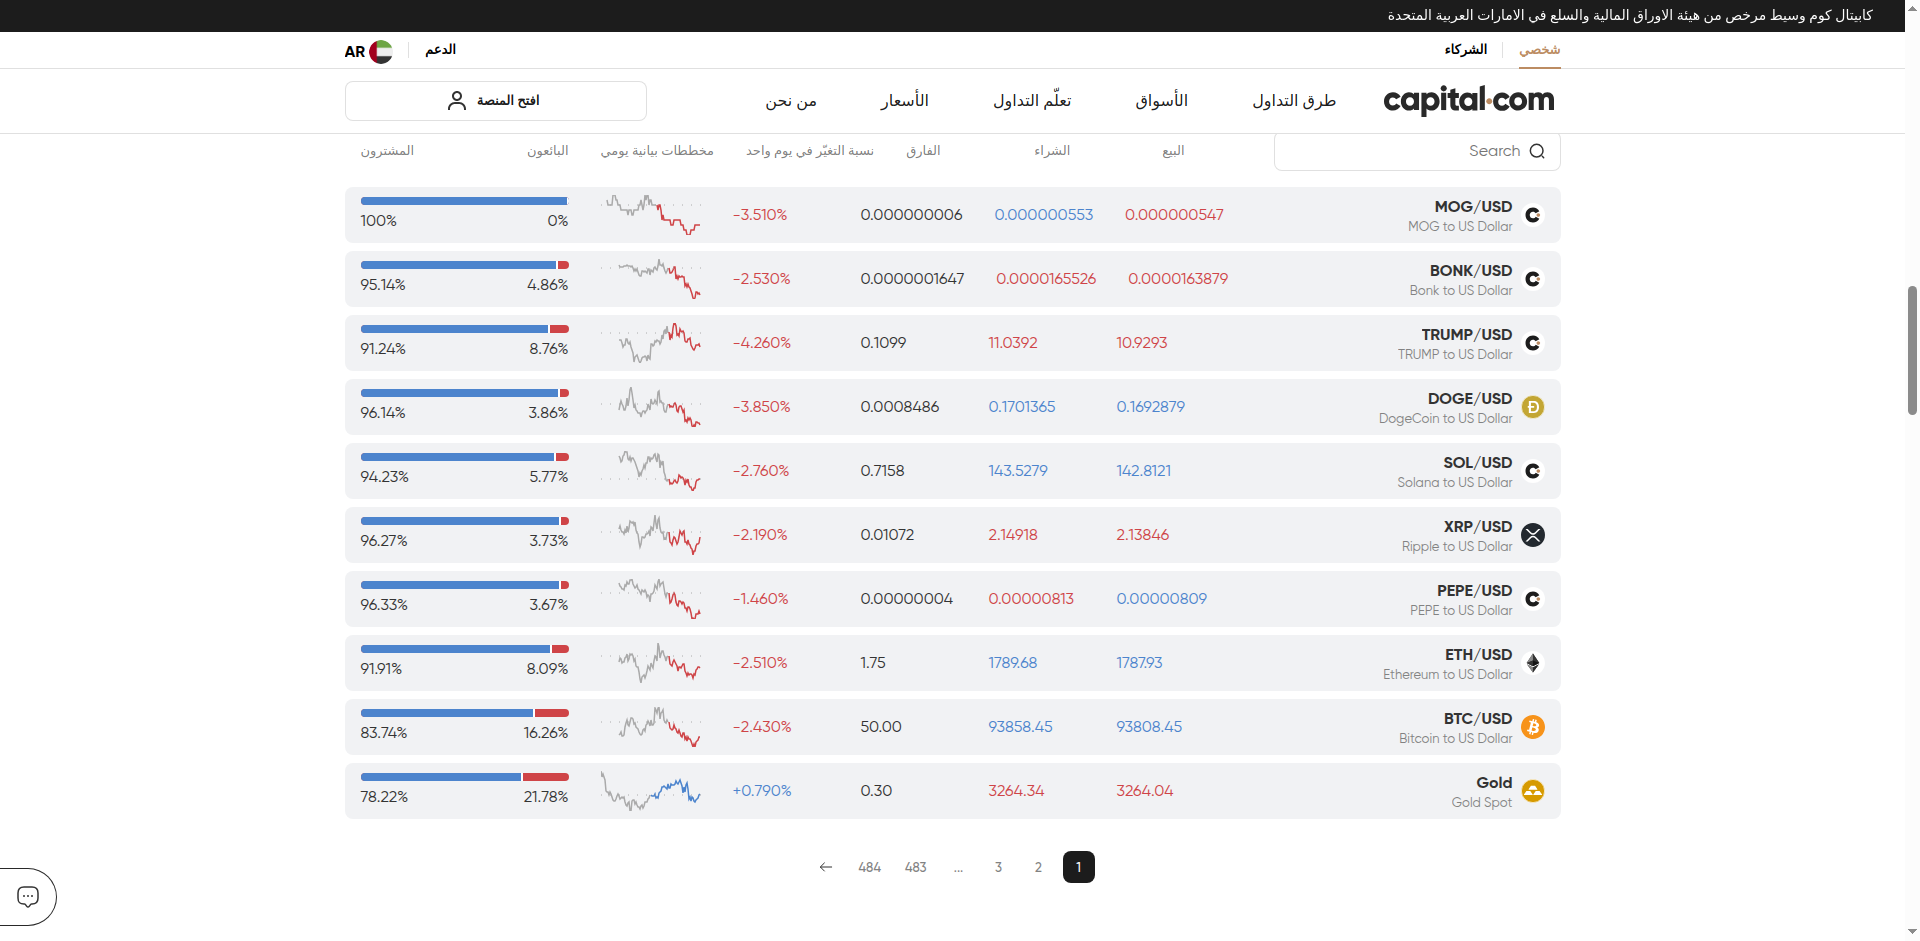 كابيتال كوم وسيط مرخص من هيئة الاوراق المالية والسلع في الامارات العربية المتحدة
شخصي الشركاء الدعم AR
capital.com طرق التداول الأسواق تعلّم التداول الأسعار من نحن افتح المنصة
Search البيع الشراء الفارق نسبة التغيّر في يوم واحد مخططات بيانية يومي البائعون المشترون
MOG/USD 0.000000547 0.000000553 0.000000006 -3.510% 0% 100%
MOG to US Dollar
BONK/USD 0.0000163879 0.0000165526 0.0000001647 -2.530% 4.86% 95.14%
Bonk to US Dollar
TRUMP/USD 10.9293 11.0392 0.1099 -4.260% 8.76% 91.24%
TRUMP to US Dollar
DOGE/USD 0.1692879 0.1701365 0.0008486 -3.850% 3.86% 96.14%
DogeCoin to US Dollar
SOL/USD 142.8121 143.5279 0.7158 -2.760% 5.77% 94.23%
Solana to US Dollar
XRP/USD 2.13846 2.14918 0.01072 -2.190% 3.73% 96.27%
Ripple to US Dollar
PEPE/USD 0.00000809 0.00000813 0.00000004 -1.460% 3.67% 96.33%
PEPE to US Dollar
ETH/USD 1787.93 1789.68 1.75 -2.510% 8.09% 91.91%
Ethereum to US Dollar
BTC/USD 93808.45 93858.45 50.00 -2.430% 16.26% 83.74%
Bitcoin to US Dollar
Gold 3264.04 3264.34 0.30 +0.790% 21.78% 78.22%
Gold Spot
1 2 3 ... 483 484